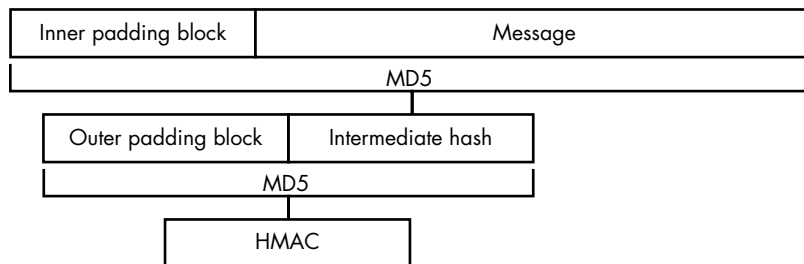 Inner padding block Message
MD5
Outer padding block Intermediate hash
MD5
HMAC